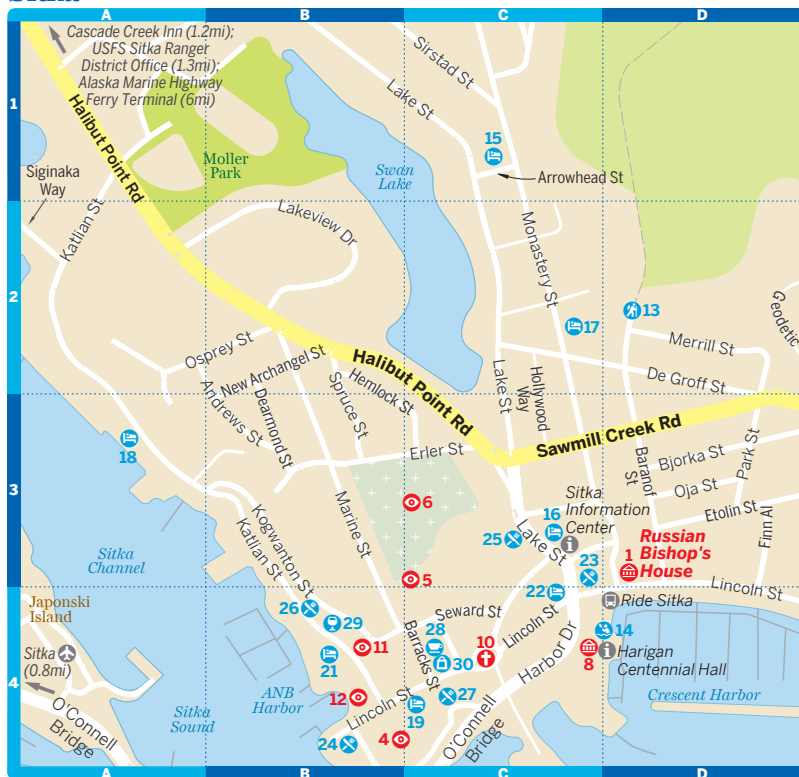 A
B
C
D
Cascade Creek Inn (1.2mi);
USFS Sitka Ranger
District Office (1.3mi);
Alaska Marine Highway
Ferry Terminal (6mi)
Sirstad St
Lake St
1
Halibut Point Rd
15
Moller
Park
Swan
Lake
Arrowhead St
Siginaka
Way
Katlian St
Lakeview Dr
Monastery St
2
13
Geodetic
17
Merrill St
Osprey St
New Archangel St
Halibut Point Rd
De Groff St
Andrews St
Dearmond St
Spruce St
Hemlock St
Lake St
Hollywood
Way
Sawmill Creek Rd
18
Erler St
Baranof
St
Bjorka St
Park St
3
6
Marine St
Oja St
Sitka
Information
Center
16
Etolin St
Finn Al
Kogwanton St
Katlian St
25
Lake St
1
Russian
Bishop's
House
Sitka
Channel
5
23
22
Lincoln St
Japonski
Island
26
29
Seward St
Ride Sitka
Barracks St
28
10
Lincoln St
Harbor Dr
14
11
Sitka
(0.8mi)
21
30
8
Harigan
Centennial Hall
4
ANB
Harbor
12
Lincoln St
27
Crescent Harbor
O'Connell
Bridge
Sitka
Sound
19
O'Connell
Bridge
24
4
A
B
C
D